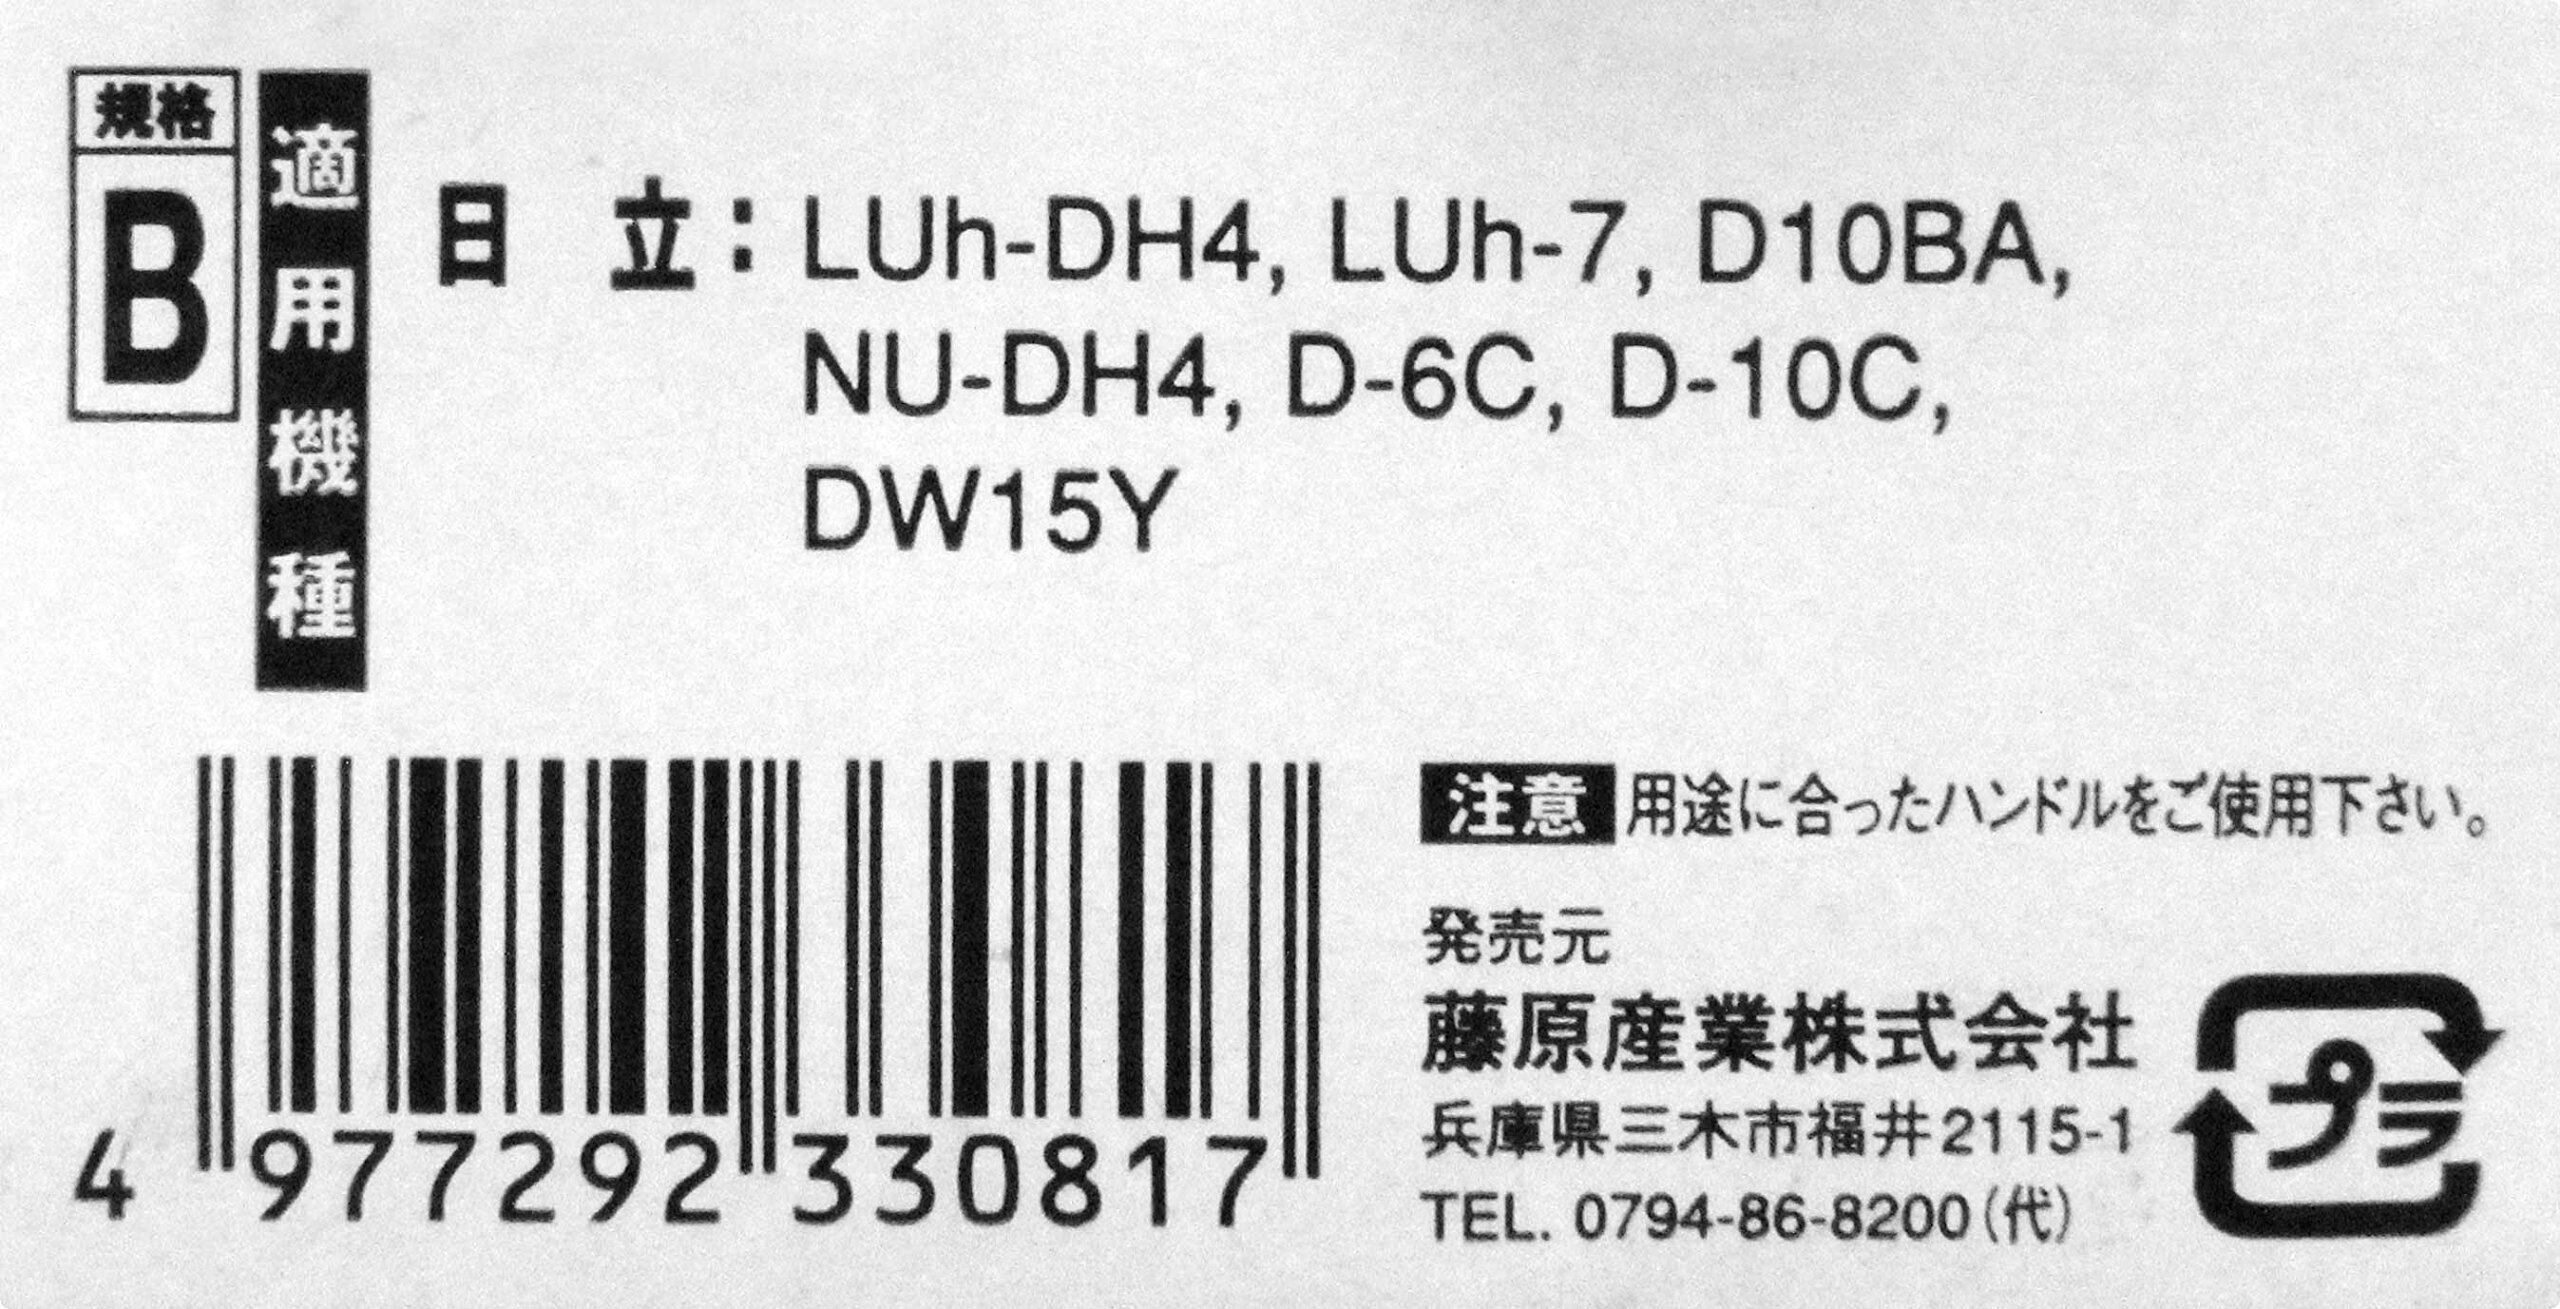 規格
B
適用機種
日 立：LUh-DH4, LUh-7, D10BA,
NU-DH4, D-6C, D-10C,
DW15Y
4 977292 330817
注意 用途に合ったハンドルをご使用下さい。
発売元
藤原産業株式会社
兵庫県三木市福井2115-1
TEL. 0794-86-8200（代）
プラ